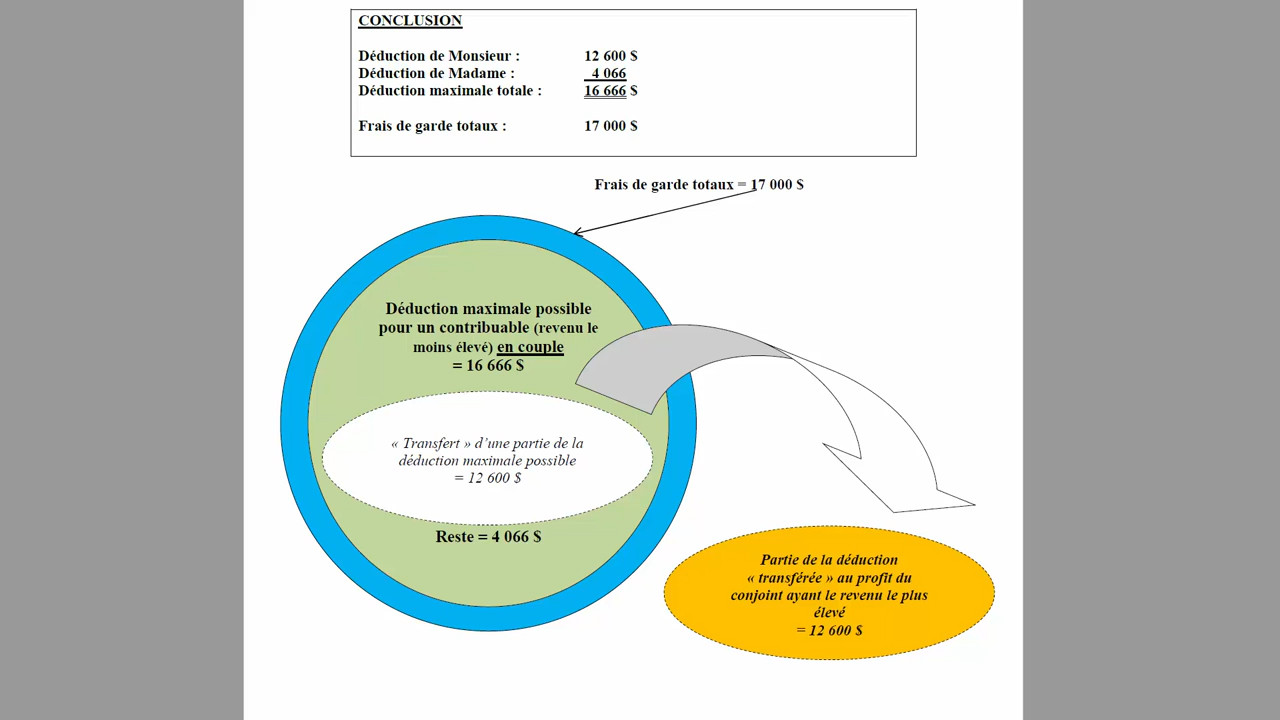 CONCLUSION
Déduction de Monsieur : 12 600 $
Déduction de Madame : 4 066
Déduction maximale totale : 16 666 $
Frais de garde totaux : 17 000 $
Frais de garde totaux = 17 000 $
Déduction maximale possible
pour un contribuable (revenu le
moins élevé) en couple
= 16 666 $
« Transfert » d’une partie de la
déduction maximale possible
= 12 600 $
Reste = 4 066 $
Partie de la déduction
« transférée » au profit du
conjoint ayant le revenu le plus
élevé
= 12 600 $